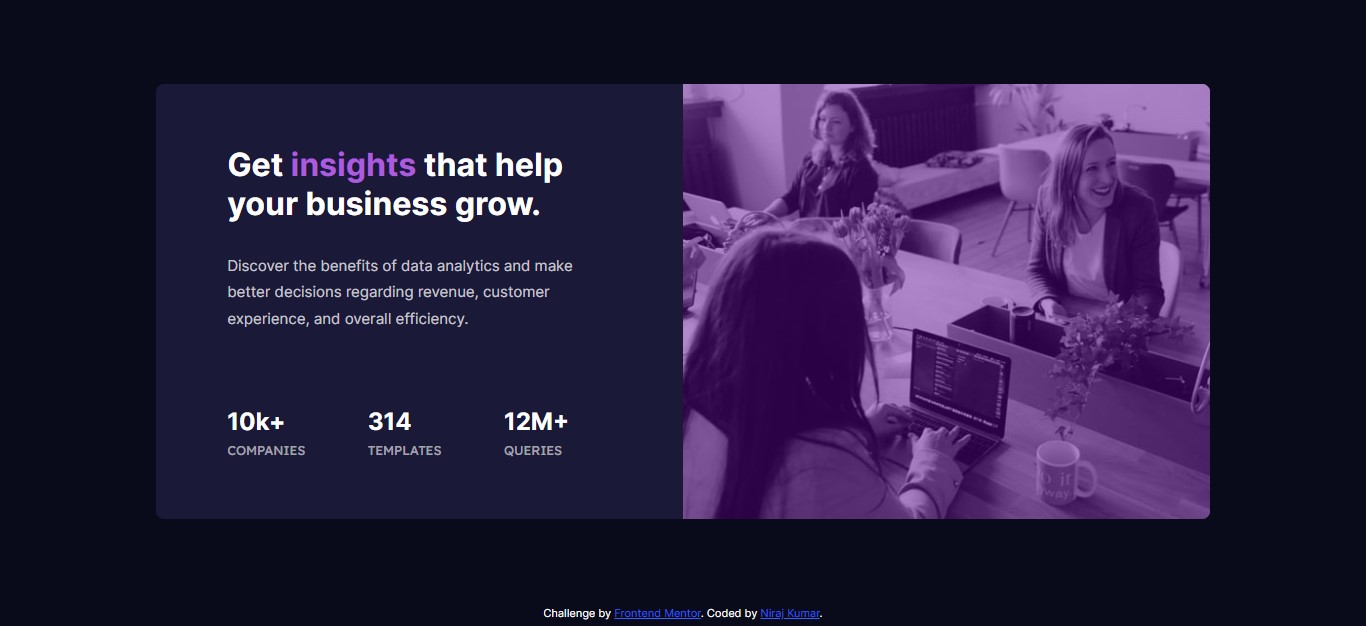 Get insights that help
your business grow.
Discover the benefits of data analytics and make
better decisions regarding revenue, customer
experience, and overall efficiency.
10k+
COMPANIES
314
TEMPLATES
12M+
QUERIES
Challenge by Frontend Mentor. Coded by Niraj Kumar.